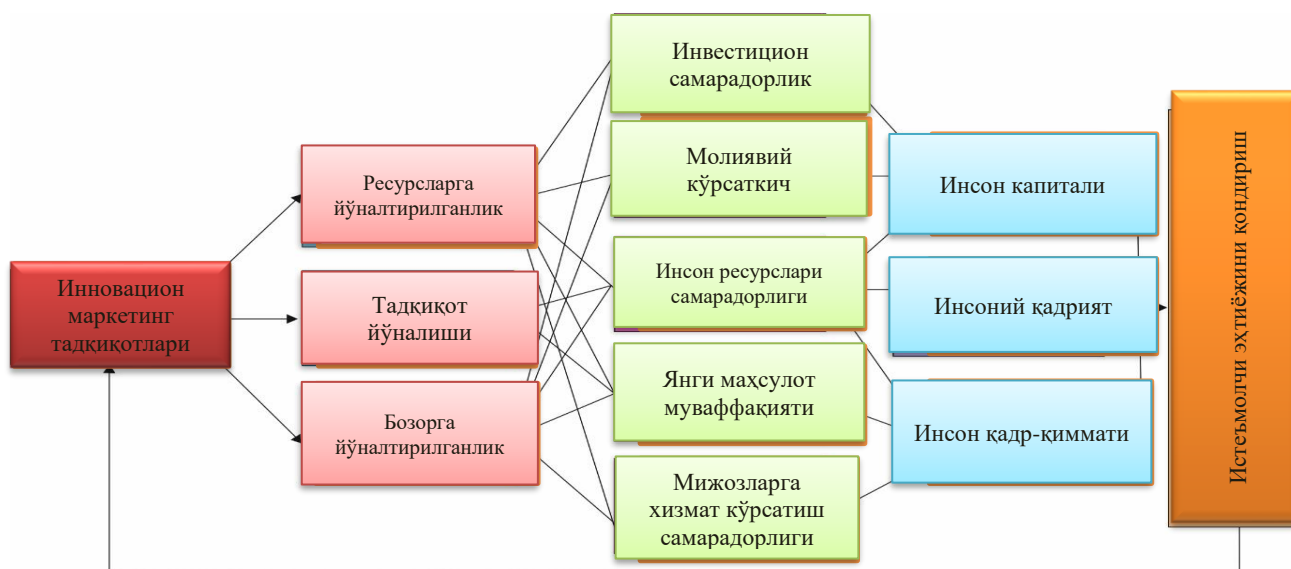 Инновацион
маркетинг
тадқиқотлари
Ресурсларга
йўналтирилганлик
Тадқиқот
йўналиши
Бозорга
йўналтирилганлик
Инвестицион
самарадорлик
Молиявий
кўрсаткич
Инсон ресурслари
самарадорлиги
Янги маҳсулот
муваффақияти
Мижозларга
хизмат кўрсатиш
самарадорлиги
Инсон капитали
Инсоний қадрият
Инсон қадр-қиммати
Истеъмолчи эҳтиёжини қондириш